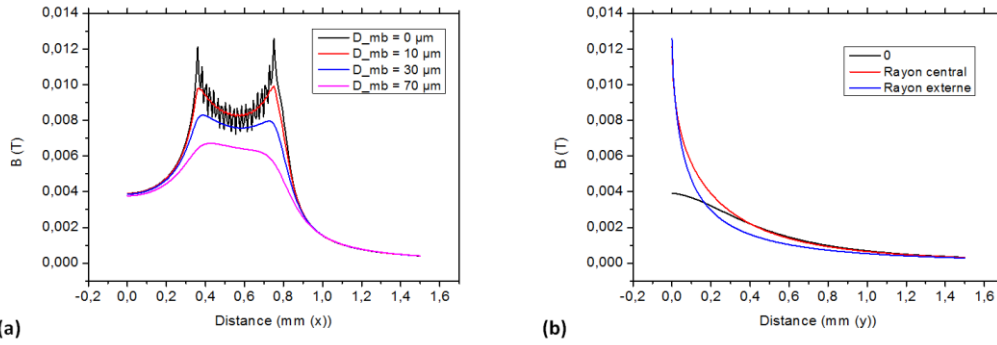 0,014
0,012
0,010
0,008
0,006
0,004
0,002
0,000
B (T)
D_mb = 0 µm
D_mb = 10 µm
D_mb = 30 µm
D_mb = 70 µm
-0,2 0,0 0,2 0,4 0,6 0,8 1,0 1,2 1,4 1,6
Distance (mm (x))
(a)
0,014
0,012
0,010
0,008
0,006
0,004
0,002
0,000
B (T)
0
Rayon central
Rayon externe
-0,2 0,0 0,2 0,4 0,6 0,8 1,0 1,2 1,4 1,6
Distance (mm (y))
(b)